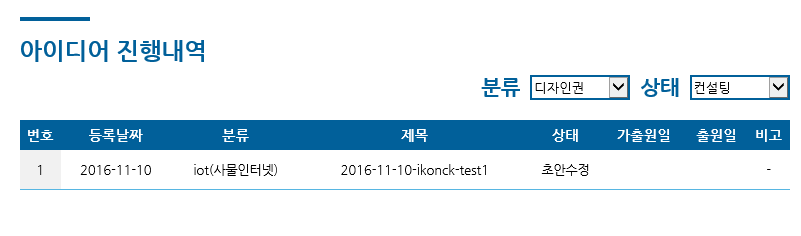 아이디어 진행내역
분류 디자인권 상태 컨설팅
번호 등록날짜 분류 제목 상태 가출원일 출원일 비고
1 2016-11-10 iot(사물인터넷) 2016-11-10-ikonck-test1 초안수정 -